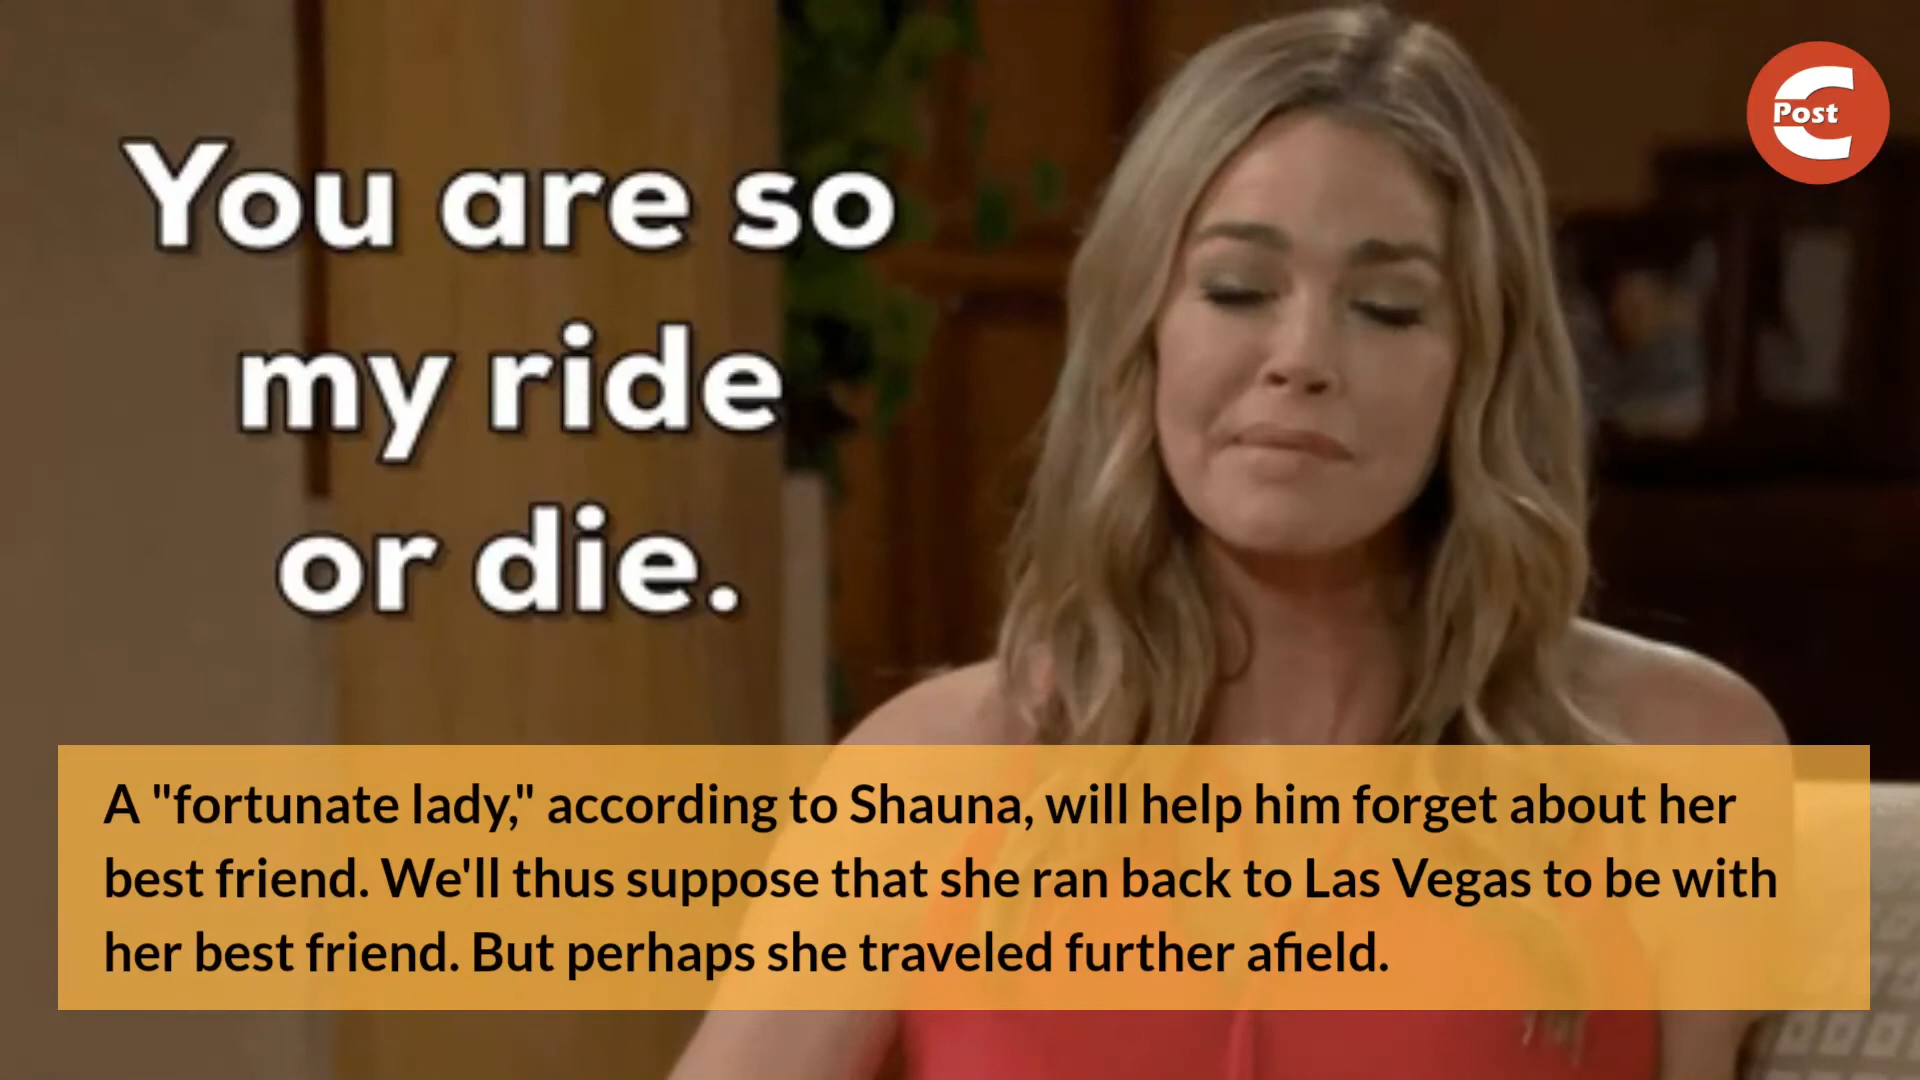 You are so
my ride
or die.
Post
A "fortunate lady," according to Shauna, will help him forget about her
best friend. We'll thus suppose that she ran back to Las Vegas to be with
her best friend. But perhaps she traveled further afield.